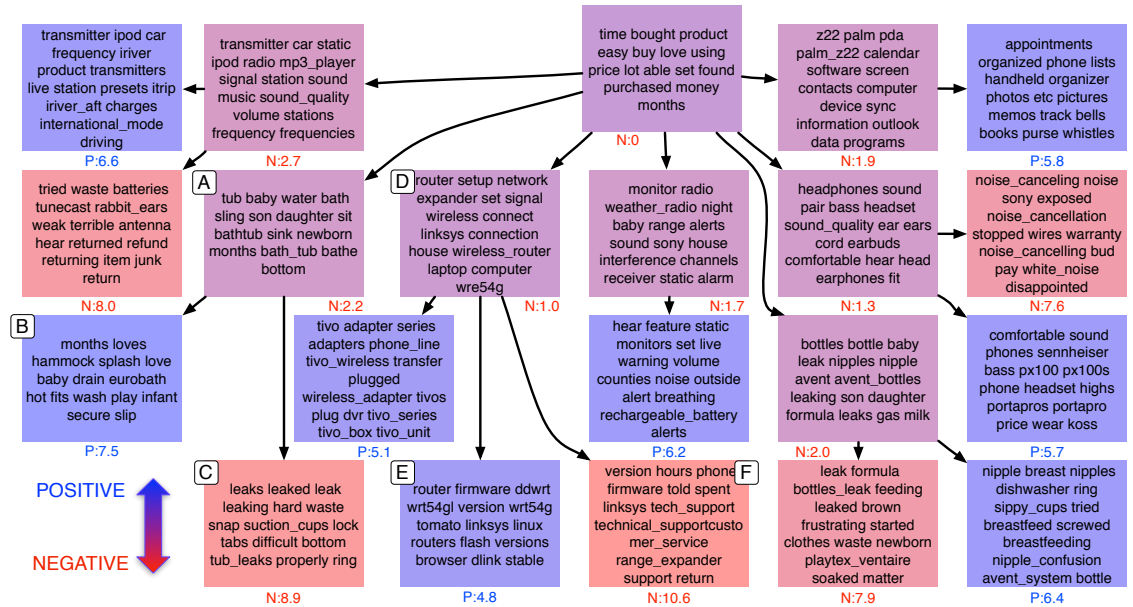 transmitter ipod car
frequency iriver
product transmitters
live station presets itrip
iriver_aft charges
international_mode
driving
P:6.6
transmitter car static
ipod radio mp3_player
signal station sound
music sound_quality
volume stations
frequency frequencies
N:2.7
time bought product
easy buy love using
price lot able set found
purchased money
months
N:0
z22 palm pda
palm_z22 calendar
software screen
contacts computer
device sync
information outlook
data programs
N:1.9
appointments
organized phone lists
handheld organizer
photos etc pictures
memos track bells
books purse whistles
P:5.8
tried waste batteries
tunecast rabbit_ears
weak terrible antenna
hear returned refund
returning item junk
return
N:8.0
A
tub baby water bath
sling son daughter sit
bathtub sink newborn
months bath_tub bathe
bottom
N:2.2
D
router setup network
expander set signal
wireless connect
linksys connection
house wireless_router
laptop computer
wre54g
N:1.0
monitor radio
weather_radio night
baby range alerts
sound sony house
interference channels
receiver static alarm
N:1.7
headphones sound
pair bass headset
sound_quality ear ears
cord earbuds
comfortable hear head
earphones fit
N:1.3
noise_canceling noise
sony exposed
noise_cancellation
stopped wires warranty
noise_cancelling bud
pay white_noise
disappointed
N:7.6
B
months loves
hammock splash love
baby drain eurobath
hot fits wash play infant
secure slip
P:7.5
tivo adapter series
adapters phone_line
tivo_wireless transfer
plugged
wireless_adapter tivos
plug dvr tivo_series
tivo_box tivo_unit
P:5.1
hear feature static
monitors set live
warning volume
counties noise outside
alert breathing
rechargeable_battery
alerts
P:6.2
bottles bottle baby
leak nipples nipple
avent avent_bottles
leaking son daughter
formula leaks gas milk
N:2.0
comfortable sound
phones sennheiser
bass px100 px100s
phone headset highs
portapros portapro
price wear koss
P:5.7
POSITIVE
NEGATIVE
C
leaks leaked leak
leaking hard waste
snap suction_cups lock
tabs difficult bottom
tub_leaks properly ring
N:8.9
E
router firmware ddwrt
wrt54gl version wrt54g
tomato linksys linux
routers flash versions
browser dlink stable
P:4.8
F
version hours phone
firmware told spent
linksys tech_support
technical_supportcusto
mer_service
range_expander
support return
N:10.6
leak formula
bottles_leak feeding
leaked brown
frustrating started
clothes waste newborn
playtex_ventaire
soaked matter
N:7.9
nipple breast nipples
dishwasher ring
sippy_cups tried
breastfeed screwed
breastfeeding
nipple_confusion
avent_system bottle
P:6.4